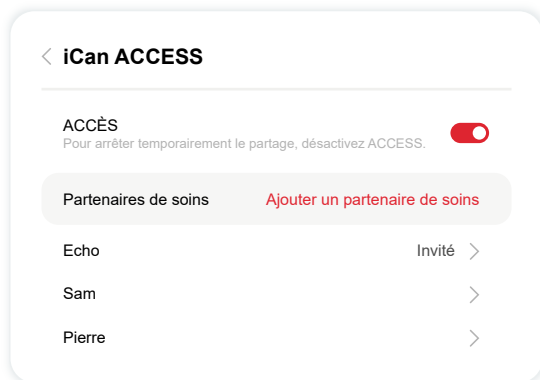 iCan ACCESS
ACCÈS
Pour arrêter temporairement le partage, désactivez ACCESS.
Partenaires de soins Ajouter un partenaire de soins
Echo Invité
Sam
Pierre